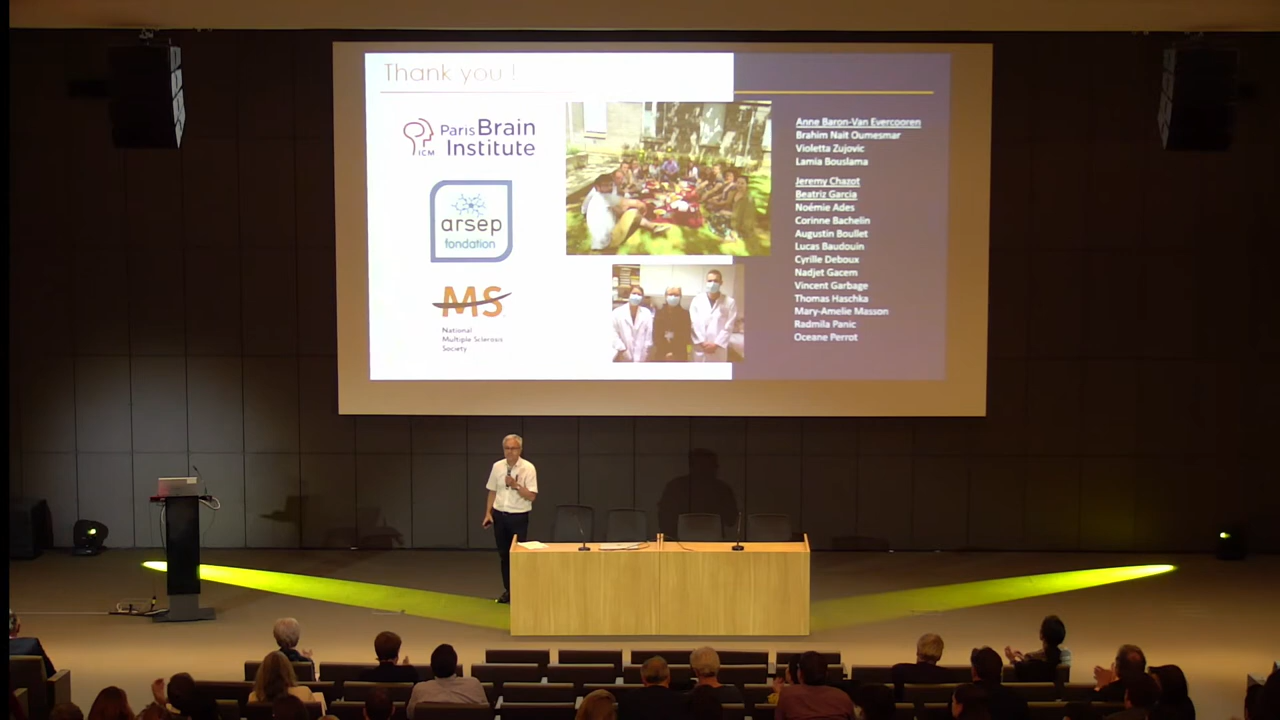 Thank you !
Paris Brain
Institute
ICM
arsep
fondation
MS
National
Multiple Sclerosis
Society
Anne Baron-Van Evercooren
Brahim Nait Oumesmar
Violetta Zujovic
Lamia Bouslama
Jeremy Chazot
Beatriz Garcia
Noémie Ades
Corinne Bachelin
Augustin Boullet
Lucas Baudouin
Cyrille Deboux
Nadjet Gacem
Vincent Garbage
Thomas Haschka
Mary-Amelie Masson
Radmila Panic
Oceane Perrot